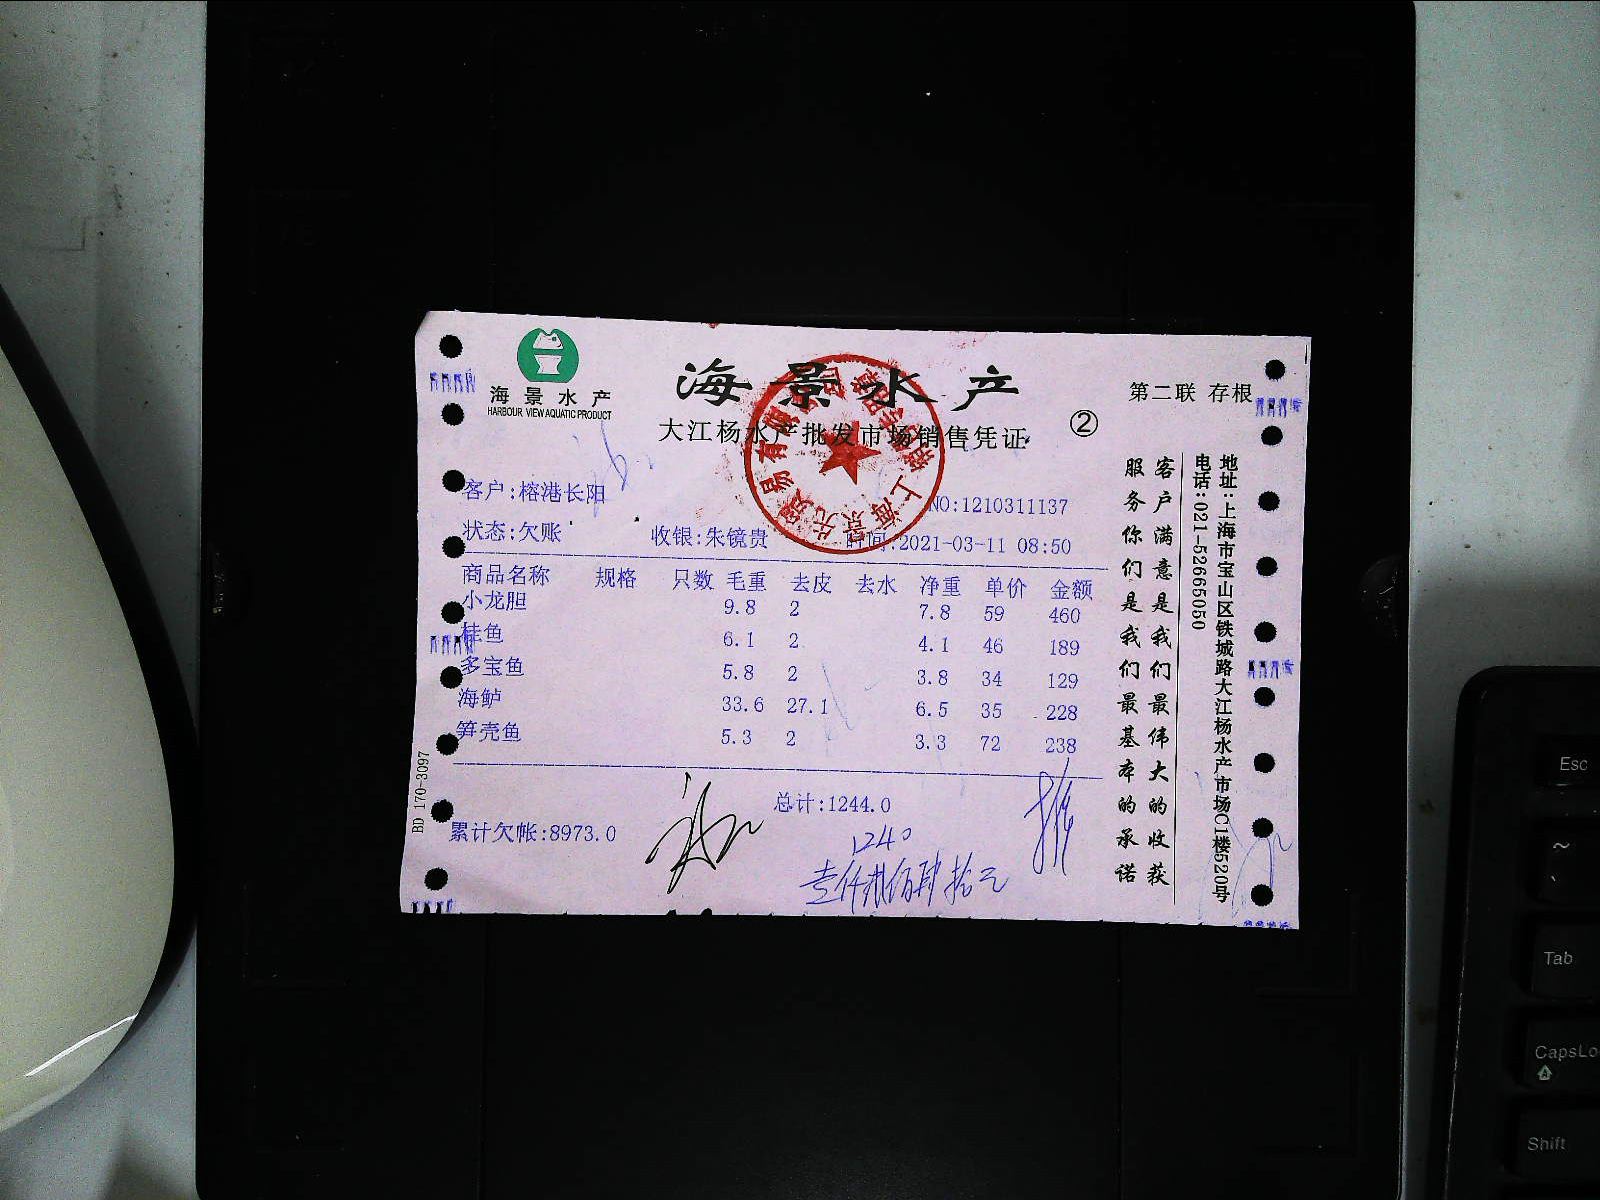 海景水产
HARBOUR VIEW AQUATIC PRODUCT
海景水产
大江杨水产批发市场销售凭证
②
第二联 存根
客户:榕港长阳
NO:1210311137
状态:欠账 收银:朱镜贵 时间:2021-03-11 08:50
商品名称 规格 只数 毛重 去皮 去水 净重 单价 金额
小龙胆 9.8 2 7.8 59 460
桂鱼 6.1 2 4.1 46 189
多宝鱼 5.8 2 3.8 34 129
海鲈 33.6 27.1 6.5 35 228
笋壳鱼 5.3 2 3.3 72 238
总计:1244.0
累计欠帐:8973.0
1240
壹仟贰佰肆拾元
BD 170-3097
客户满意是我们最伟大的收获
服务你们是我们最基本的承诺
地址:上海市宝山区铁城路大江杨水产市场C1楼520号
电话:021-52665050
Esc
~
Tab
CapsLo
Shift